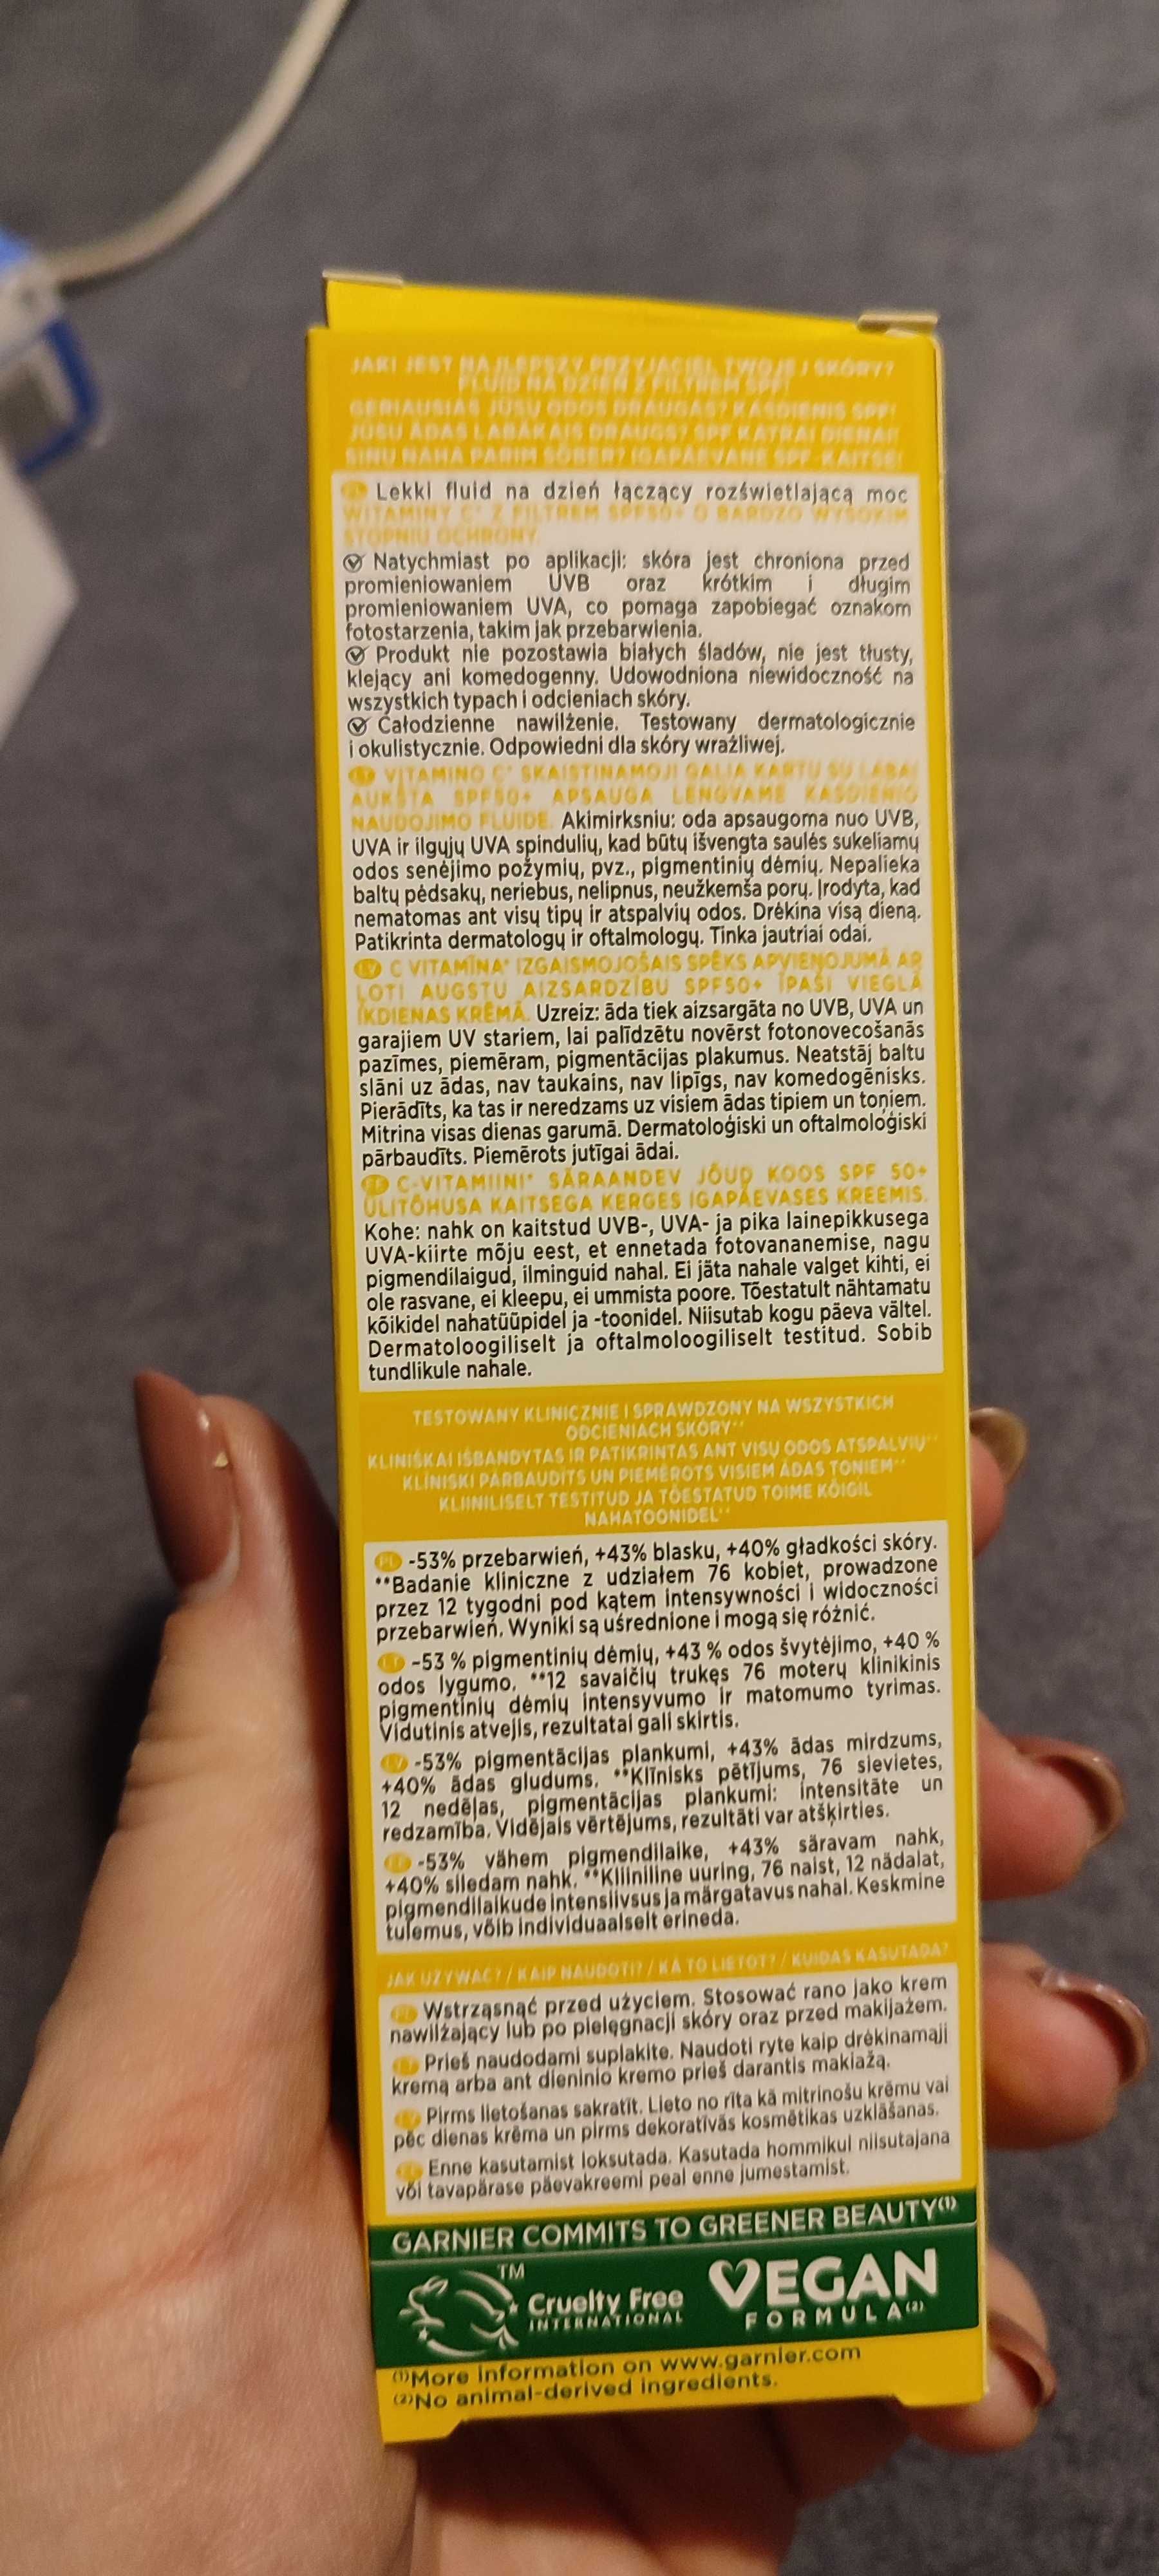 JAKI JEST NAJLEPSZY PRZYJACIEL TWOJEJ SKÓRY?
FLUID NA DZIEŃ Z FILTREM SPF!
GERIAUSIAS JŪSŲ ODOS DRAUGAS? KASDIENIS SPF!
JŪSU ĀDAS LABĀKAIS DRAUGS? SPF KATRAI DIENAI!
SINU NAHA PARIM SÕBER? IGAPÄEVANE SPF-KAITSE!
PL Lekki fluid na dzień łączący rozświetlającą moc
WITAMINY C* Z FILTREM SPF50+ O BARDZO WYSOKIM
STOPNIU OCHRONY.
Natychmiast po aplikacji: skóra jest chroniona przed
promieniowaniem UVB oraz krótkim i długim
promieniowaniem UVA, co pomaga zapobiegać oznakom
fotostarzenia, takim jak przebarwienia.
Produkt nie pozostawia białych śladów, nie jest tłusty,
klejący ani komedogenny. Udowodniona niewidoczność na
wszystkich typach i odcieniach skóry.
Całodzienne nawilżenie. Testowany dermatologicznie
i okulistycznie. Odpowiedni dla skóry wrażliwej.
LT VITAMINO C* SKAISTINAMOJI GALIA KARTU SU LABAI
AUKŠTA SPF50+ APSAUGA LENGVAME KASDIENIO
NAUDOJIMO FLUIDE. Akimirksniu: oda apsaugoma nuo UVB,
UVA ir ilgųjų UVA spindulių, kad būtų išvengta saulės sukeliamų
odos senėjimo požymių, pvz., pigmentinių dėmių. Nepalieka
baltų pėdsakų, neriebus, nelipnus, neužkemša porų. Įrodyta, kad
nematomas ant visų tipų ir atspalvių odos. Drėkina visą dieną.
Patikrinta dermatologų ir oftalmologų. Tinka jautriai odai.
LV C VITAMĪNA* IZGAISMOJOŠAIS SPĒKS APVIENOJUMĀ AR
ĻOTI AUGSTU AIZSARDZĪBU SPF50+ ĪPAŠI VIEGLĀ
IKDIENAS KRĒMĀ. Uzreiz: āda tiek aizsargāta no UVB, UVA un
garajiem UV stariem, lai palīdzētu novērst fotonovecošanās
pazīmes, piemēram, pigmentācijas plakumus. Neatstāj baltu
slāni uz ādas, nav taukains, nav lipīgs, nav komedogēnisks.
Pierādīts, ka tas ir neredzams uz visiem ādas tipiem un toņiem.
Mitrina visas dienas garumā. Dermatoloģiski un oftalmoloģiski
pārbaudīts. Piemērots jutīgai ādai.
EE C-VITAMIINI* SÄRAANDEV JÕUD KOOS SPF 50+
ÜLITÕHUSA KAITSEGA KERGES IGAPÄEVASES KREEMIS.
Kohe: nahk on kaitstud UVB-, UVA- ja pika lainepikkusega
UVA-kiirte mõju eest, et ennetada fotovananemise, nagu
pigmendilaigud, ilminguid nahal. Ei jäta nahale valget kihti, ei
ole rasvane, ei kleepu, ei ummista poore. Tõestatult nähtamatu
kõikidel nahatüüpidel ja -toonidel. Niisutab kogu päeva vältel.
Dermatoloogiliselt ja oftalmoloogiliselt testitud. Sobib
tundlikule nahale.
TESTOWANY KLINICZNIE I SPRAWDZONY NA WSZYSTKICH
ODCIENIACH SKÓRY**
KLINIŠKAI IŠBANDYTAS IR PATIKRINTAS ANT VISŲ ODOS ATSPALVIŲ**
KLĪNISKI PĀRBAUDĪTS UN PIEMĒROTS VISIEM ĀDAS TONIEM**
KLIINILISELT TESTITUD JA TÕESTATUD TOIME KÕIGIL
NAHATOONIDEL**
PL -53% przebarwień, +43% blasku, +40% gładkości skóry.
**Badanie kliniczne z udziałem 76 kobiet, prowadzone
przez 12 tygodni pod kątem intensywności i widoczności
przebarwień. Wyniki są uśrednione i mogą się różnić.
LT -53 % pigmentinių dėmių, +43 % odos švytėjimo, +40 %
odos lygumo. **12 savaičių trukęs 76 moterų klinikinis
pigmentinių dėmių intensyvumo ir matomumo tyrimas.
Vidutinis atvejis, rezultatai gali skirtis.
LV -53% pigmentācijas plankumi, +43% ādas mirdzums,
+40% ādas gludums. **Klīnisks pētījums, 76 sievietes,
12 nedēļas, pigmentācijas plankumi: intensitāte un
redzamība. Vidējais vērtējums, rezultāti var atšķirties.
EE -53% vähem pigmendilaike, +43% säravam nahk,
+40% siledam nahk. **Kliiniline uuring, 76 naist, 12 nädalat,
pigmendilaikude intensiivsus ja märgatavus nahal. Keskmine
tulemus, võib individuaalselt erineda.
JAK UŻYWAĆ? / KAIP NAUDOTI? / KĀ TO LIETOT? / KUIDAS KASUTADA?
PL Wstrząsnąć przed użyciem. Stosować rano jako krem
nawilżający lub po pielęgnacji skóry oraz przed makijażem.
LT Prieš naudodami suplakite. Naudoti ryte kaip drėkinamąjį
kremą arba ant dieninio kremo prieš darantis makiažą.
LV Pirms lietošanas sakratīt. Lieto no rīta kā mitrinošu krēmu vai
pēc dienas krēma un pirms dekoratīvās kosmētikas uzklāšanas.
EE Enne kasutamist loksutada. Kasutada hommikul niisutajana
või tavapärase päevakreemi peal enne jumestamist.
GARNIER COMMITS TO GREENER BEAUTY(1)
TM
Cruelty Free
INTERNATIONAL
VEGAN
FORMULA(2)
(1)More information on www.garnier.com
(2)No animal-derived ingredients.